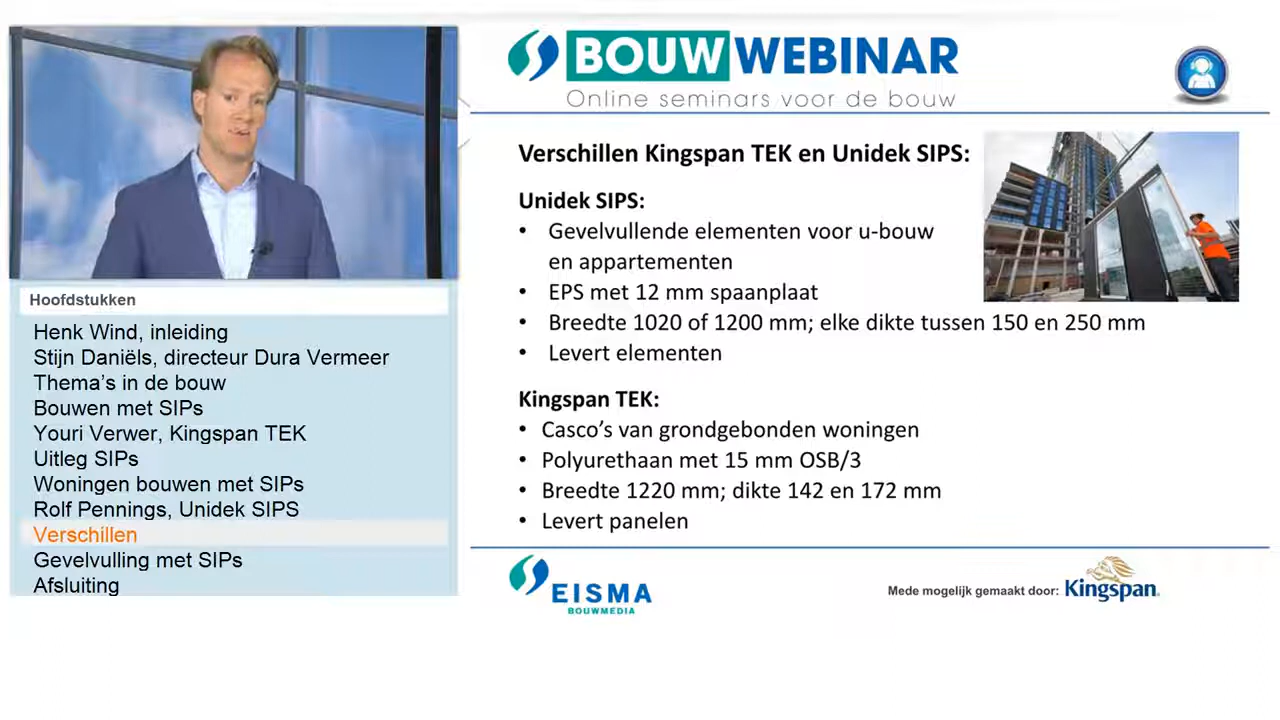 BOUWWEBINAR
Online seminars voor de bouw
Verschillen Kingspan TEK en Unidek SIPS:
Unidek SIPS:
• Gevelvullende elementen voor u-bouw
en appartementen
• EPS met 12 mm spaanplaat
• Breedte 1020 of 1200 mm; elke dikte tussen 150 en 250 mm
• Levert elementen
Kingspan TEK:
• Casco's van grondgebonden woningen
• Polyurethaan met 15 mm OSB/3
• Breedte 1220 mm; dikte 142 en 172 mm
• Levert panelen
Hoofdstukken
Henk Wind, inleiding
Stijn Daniëls, directeur Dura Vermeer
Thema's in de bouw
Bouwen met SIPs
Youri Verwer, Kingspan TEK
Uitleg SIPs
Woningen bouwen met SIPs
Rolf Pennings, Unidek SIPS
Verschillen
Gevelvulling met SIPs
Afsluiting
EISMA
BOUWMEDIA
Mede mogelijk gemaakt door: Kingspan.